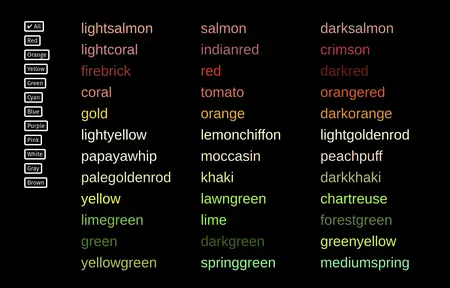 ✔ All
Red
Orange
Yellow
Green
Cyan
Blue
Purple
Pink
White
Gray
Brown
lightsalmon salmon darksalmon
lightcoral indianred crimson
firebrick red darkred
coral tomato orangered
gold orange darkorange
lightyellow lemonchiffon lightgoldenrod
papayawhip moccasin peachpuff
palegoldenrod khaki darkkhaki
yellow lawngreen chartreuse
limegreen lime forestgreen
green darkgreen greenyellow
yellowgreen springgreen mediumspring